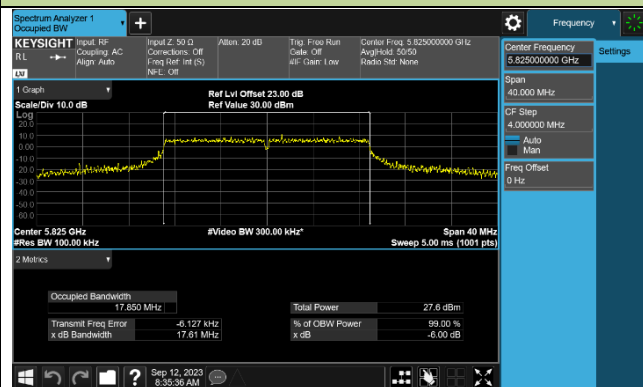 Spectrum Analyzer 1
Occupied BW
Frequency
KEYSIGHT
Input: RF
Input Z: 50 Ω
Atten: 20 dB
Trig: Free Run
Center Freq: 5.825000000 GHz
RL
Coupling: AC
Corrections: Off
Gate: Off
Avg|Hold: 50/50
Align: Auto
Freq Ref: Int (S)
#IF Gain: Low
Radio Std: None
LXI
NFE: Off
Center Frequency
5.825000000 GHz
Settings
Span
40.000 MHz
CF Step
4.000000 MHz
Auto
Man
Freq Offset
0 Hz
1 Graph
Ref Lvl Offset 23.00 dB
Scale/Div 10.0 dB
Ref Value 30.00 dBm
Log
20.0
10.0
0.00
-10.0
-20.0
-30.0
-40.0
-50.0
-60.0
Center 5.825 GHz
#Video BW 300.00 kHz*
Span 40 MHz
#Res BW 100.00 kHz
Sweep 5.00 ms (1001 pts)
2 Metrics
Occupied Bandwidth
17.850 MHz
Total Power
27.6 dBm
Transmit Freq Error
-6.127 kHz
% of OBW Power
99.00 %
x dB Bandwidth
17.61 MHz
x dB
-6.00 dB
Sep 12, 2023
8:35:36 AM